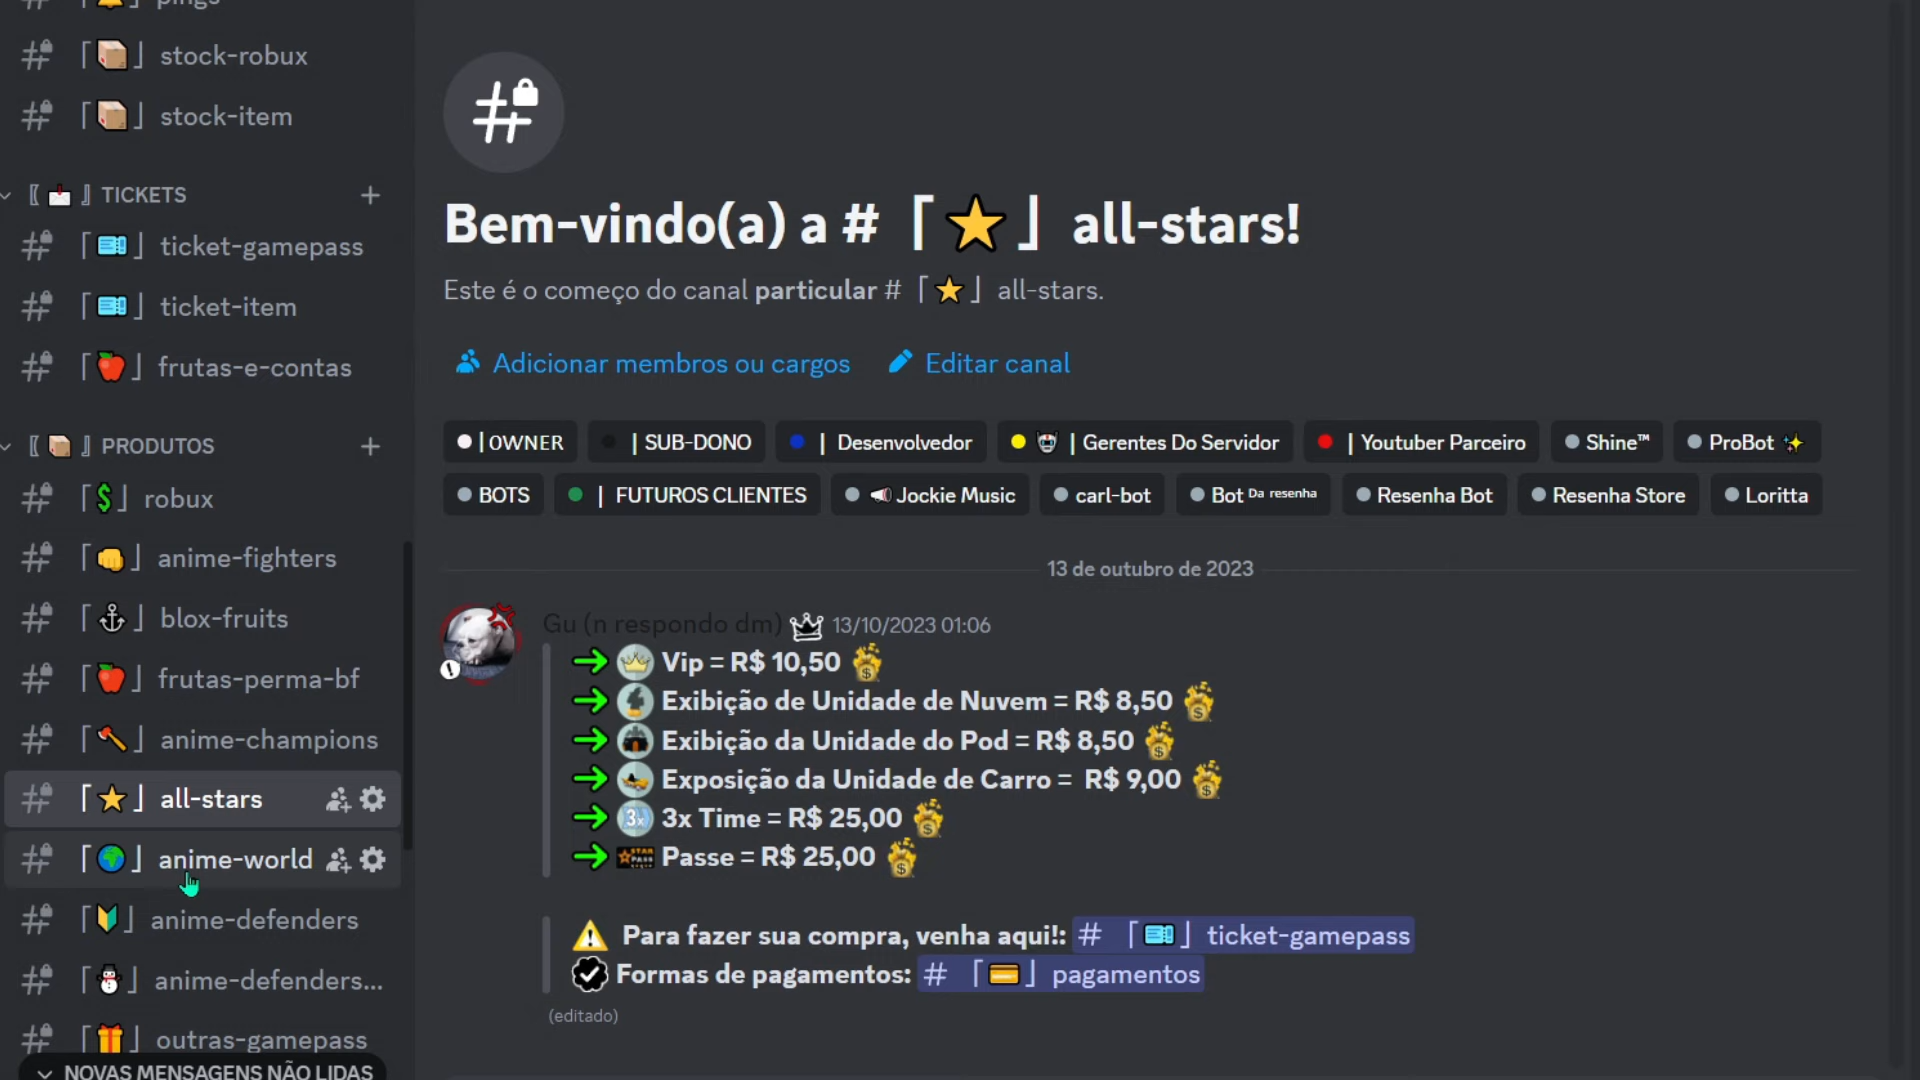 pings
stock-robux
stock-item
TICKETS
ticket-gamepass
ticket-item
frutas-e-contas
PRODUTOS
robux
anime-fighters
blox-fruits
frutas-perma-bf
anime-champions
all-stars
anime-world
anime-defenders
anime-defenders...
outras-gamepass
NOVAS MENSAGENS NÃO LIDAS
Bem-vindo(a) a # 「⭐」 all-stars!
Este é o começo do canal particular # 「⭐」 all-stars.
Adicionar membros ou cargos Editar canal
| OWNER | SUB-DONO | Desenvolvedor | Gerentes Do Servidor | Youtuber Parceiro Shine™ ProBot ✨
BOTS | FUTUROS CLIENTES Jockie Music carl-bot Bot Da resenha Resenha Bot Resenha Store Loritta
13 de outubro de 2023
Gu (n respondo dm) 13/10/2023 01:06
Vip = R$ 10,50
Exibição de Unidade de Nuvem = R$ 8,50
Exibição da Unidade do Pod = R$ 8,50
Exposição da Unidade de Carro = R$ 9,00
3x Time = R$ 25,00
Passe = R$ 25,00
⚠️ Para fazer sua compra, venha aqui!: # 「🎟️」 ticket-gamepass
Formas de pagamentos: # 「💳」 pagamentos
(editado)